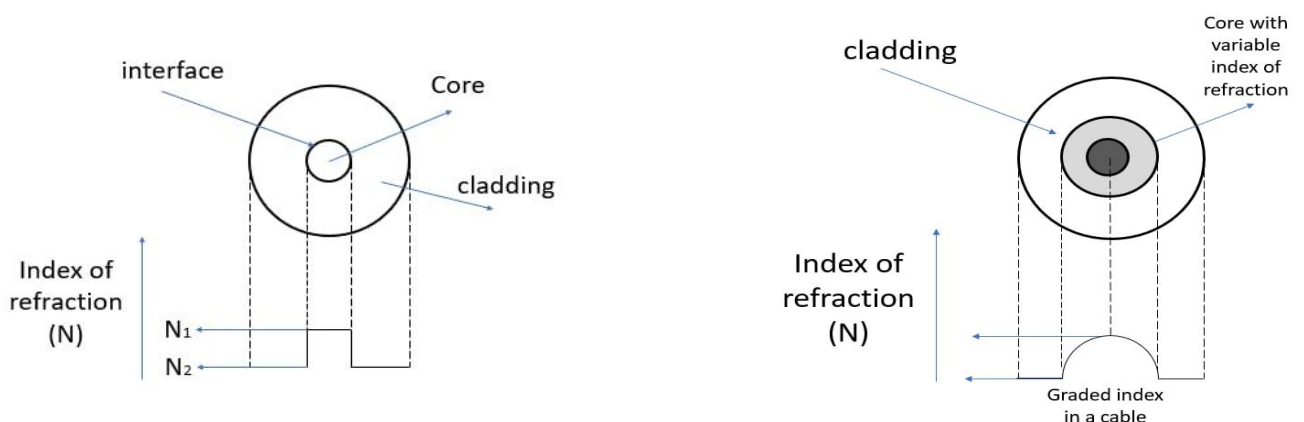 interface
Core
cladding
Index of
refraction
(N)
N₁
N₂
cladding
Core with
variable
index of
refraction
Index of
refraction
(N)
Graded index
in a cable